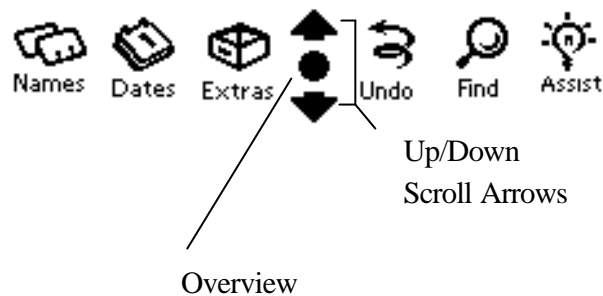 Names Dates Extras Undo Find Assist
Up/Down
Scroll Arrows
Overview